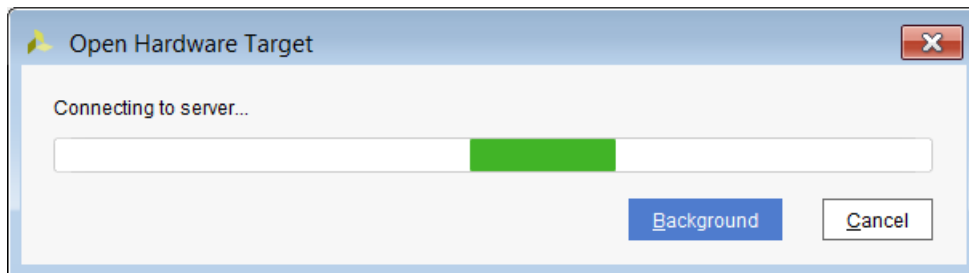 Open Hardware Target
Connecting to server...
Background
Cancel